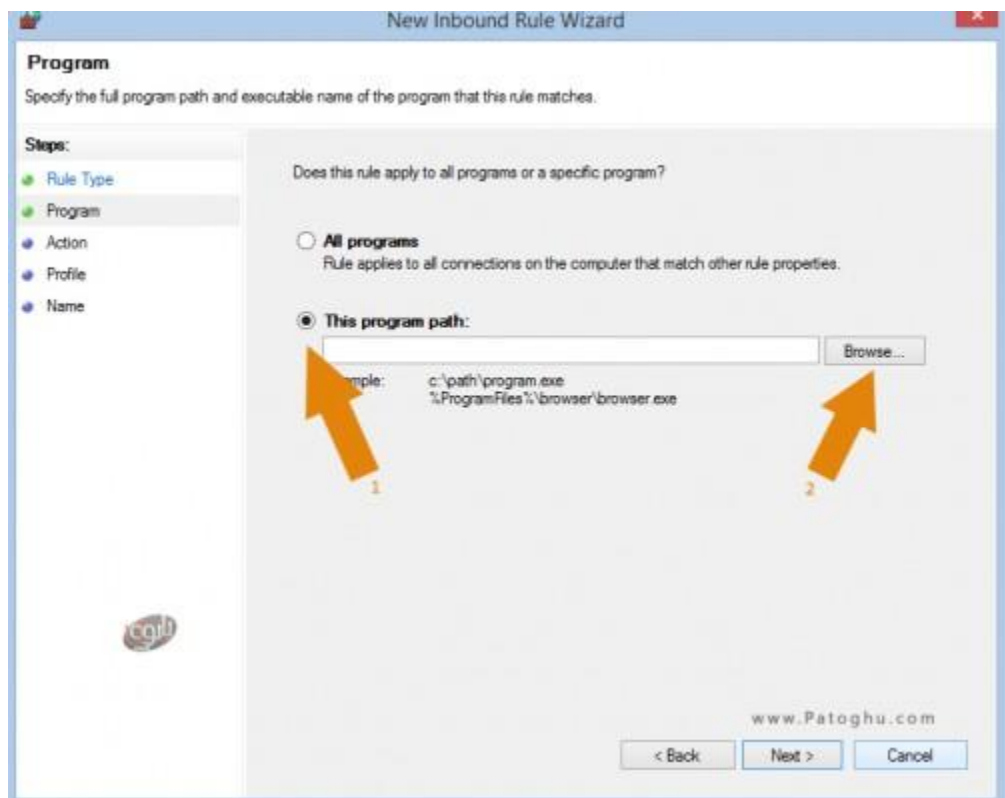 New Inbound Rule Wizard
Program
Specify the full program path and executable name of the program that this rule matches.
Steps:
Rule Type
Program
Action
Profile
Name
Does this rule apply to all programs or a specific program?
All programs
Rule applies to all connections on the computer that match other rule properties.
This program path:
Browse...
c:\path\program.exe
%ProgramFiles%\browser\browser.exe
1
2
www.Patoghu.com
< Back
Next >
Cancel